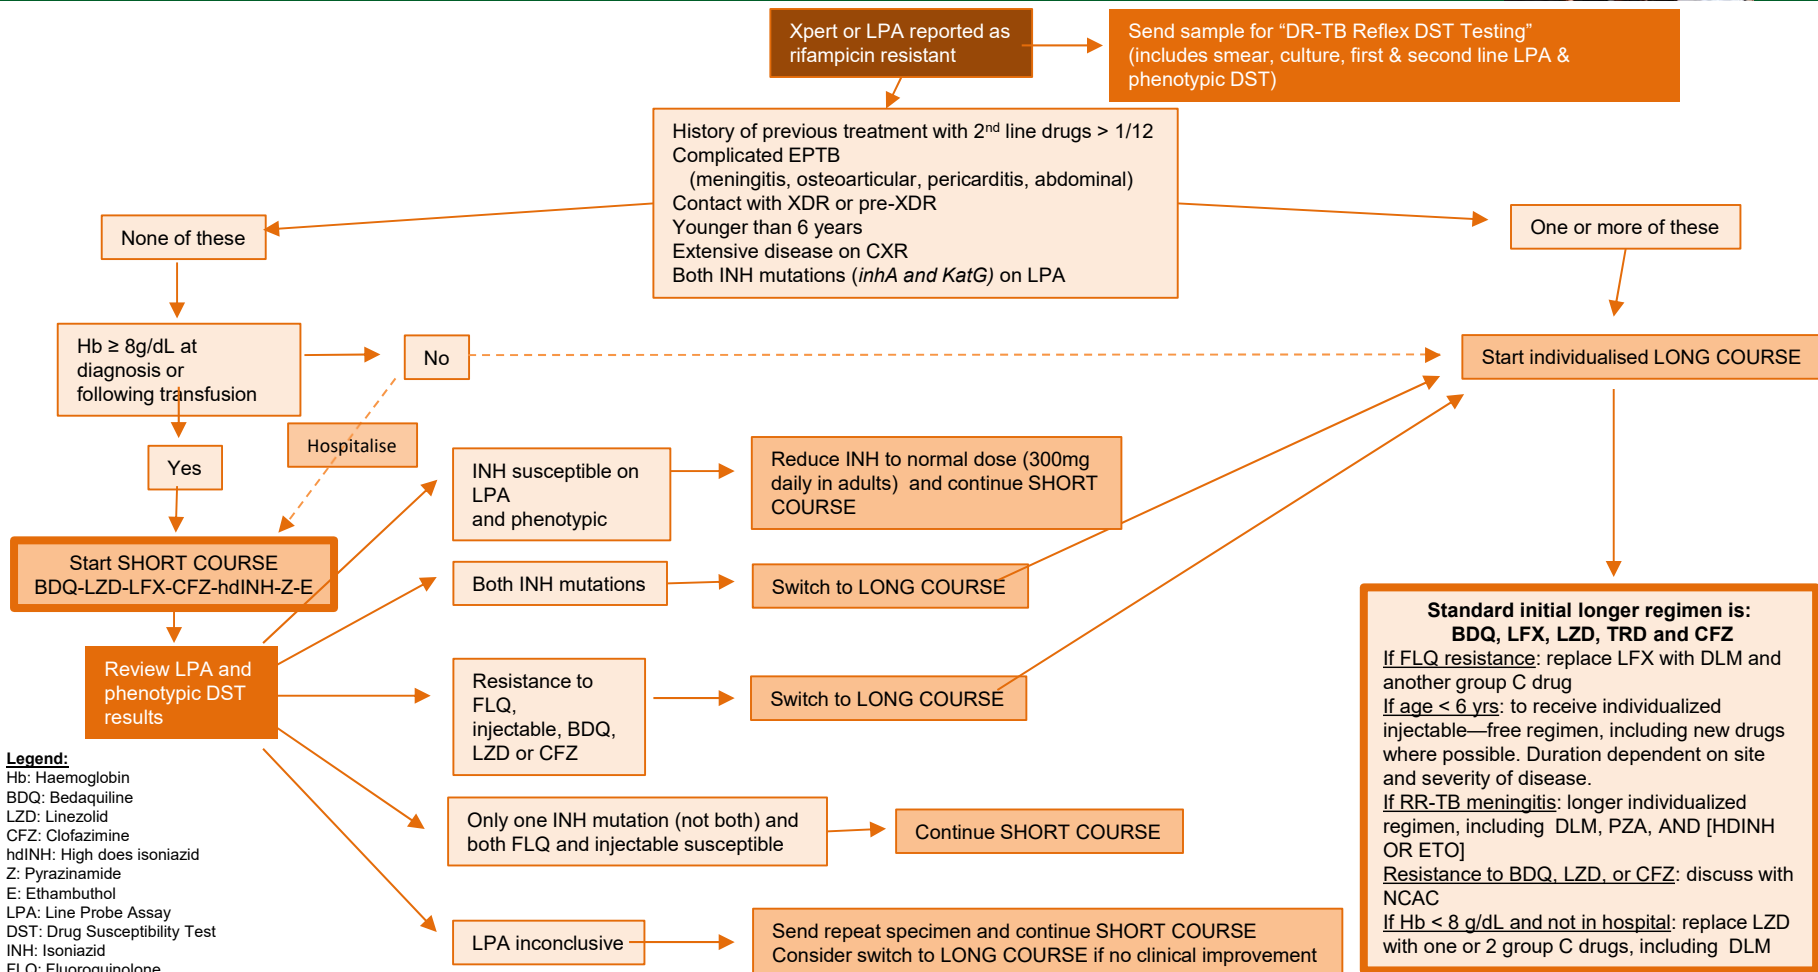 Xpert or LPA reported as
rifampicin resistant
Send sample for “DR-TB Reflex DST Testing”
(includes smear, culture, first & second line LPA &
phenotypic DST)
History of previous treatment with 2nd line drugs > 1/12
Complicated EPTB
(meningitis, osteoarticular, pericarditis, abdominal)
Contact with XDR or pre-XDR
Younger than 6 years
Extensive disease on CXR
Both INH mutations (inhA and KatG) on LPA
None of these
One or more of these
Hb ≥ 8g/dL at
diagnosis or
following transfusion
No
Start individualised LONG COURSE
Hospitalise
Yes
Start SHORT COURSE
BDQ-LZD-LFX-CFZ-hdINH-Z-E
Review LPA and
phenotypic DST
results
INH susceptible on
LPA
and phenotypic
Reduce INH to normal dose (300mg
daily in adults) and continue SHORT
COURSE
Both INH mutations
Switch to LONG COURSE
Resistance to
FLQ,
injectable, BDQ,
LZD or CFZ
Switch to LONG COURSE
Only one INH mutation (not both) and
both FLQ and injectable susceptible
Continue SHORT COURSE
LPA inconclusive
Send repeat specimen and continue SHORT COURSE
Consider switch to LONG COURSE if no clinical improvement
Standard initial longer regimen is:
BDQ, LFX, LZD, TRD and CFZ
If FLQ resistance: replace LFX with DLM and
another group C drug
If age < 6 yrs: to receive individualized
injectable—free regimen, including new drugs
where possible. Duration dependent on site
and severity of disease.
If RR-TB meningitis: longer individualized
regimen, including DLM, PZA, AND [HDINH
OR ETO]
Resistance to BDQ, LZD, or CFZ: discuss with
NCAC
If Hb < 8 g/dL and not in hospital: replace LZD
with one or 2 group C drugs, including DLM
Legend:
Hb: Haemoglobin
BDQ: Bedaquiline
LZD: Linezolid
CFZ: Clofazimine
hdINH: High does isoniazid
Z: Pyrazinamide
E: Ethambuthol
LPA: Line Probe Assay
DST: Drug Susceptibility Test
INH: Isoniazid
FLQ: Fluoroquinolone